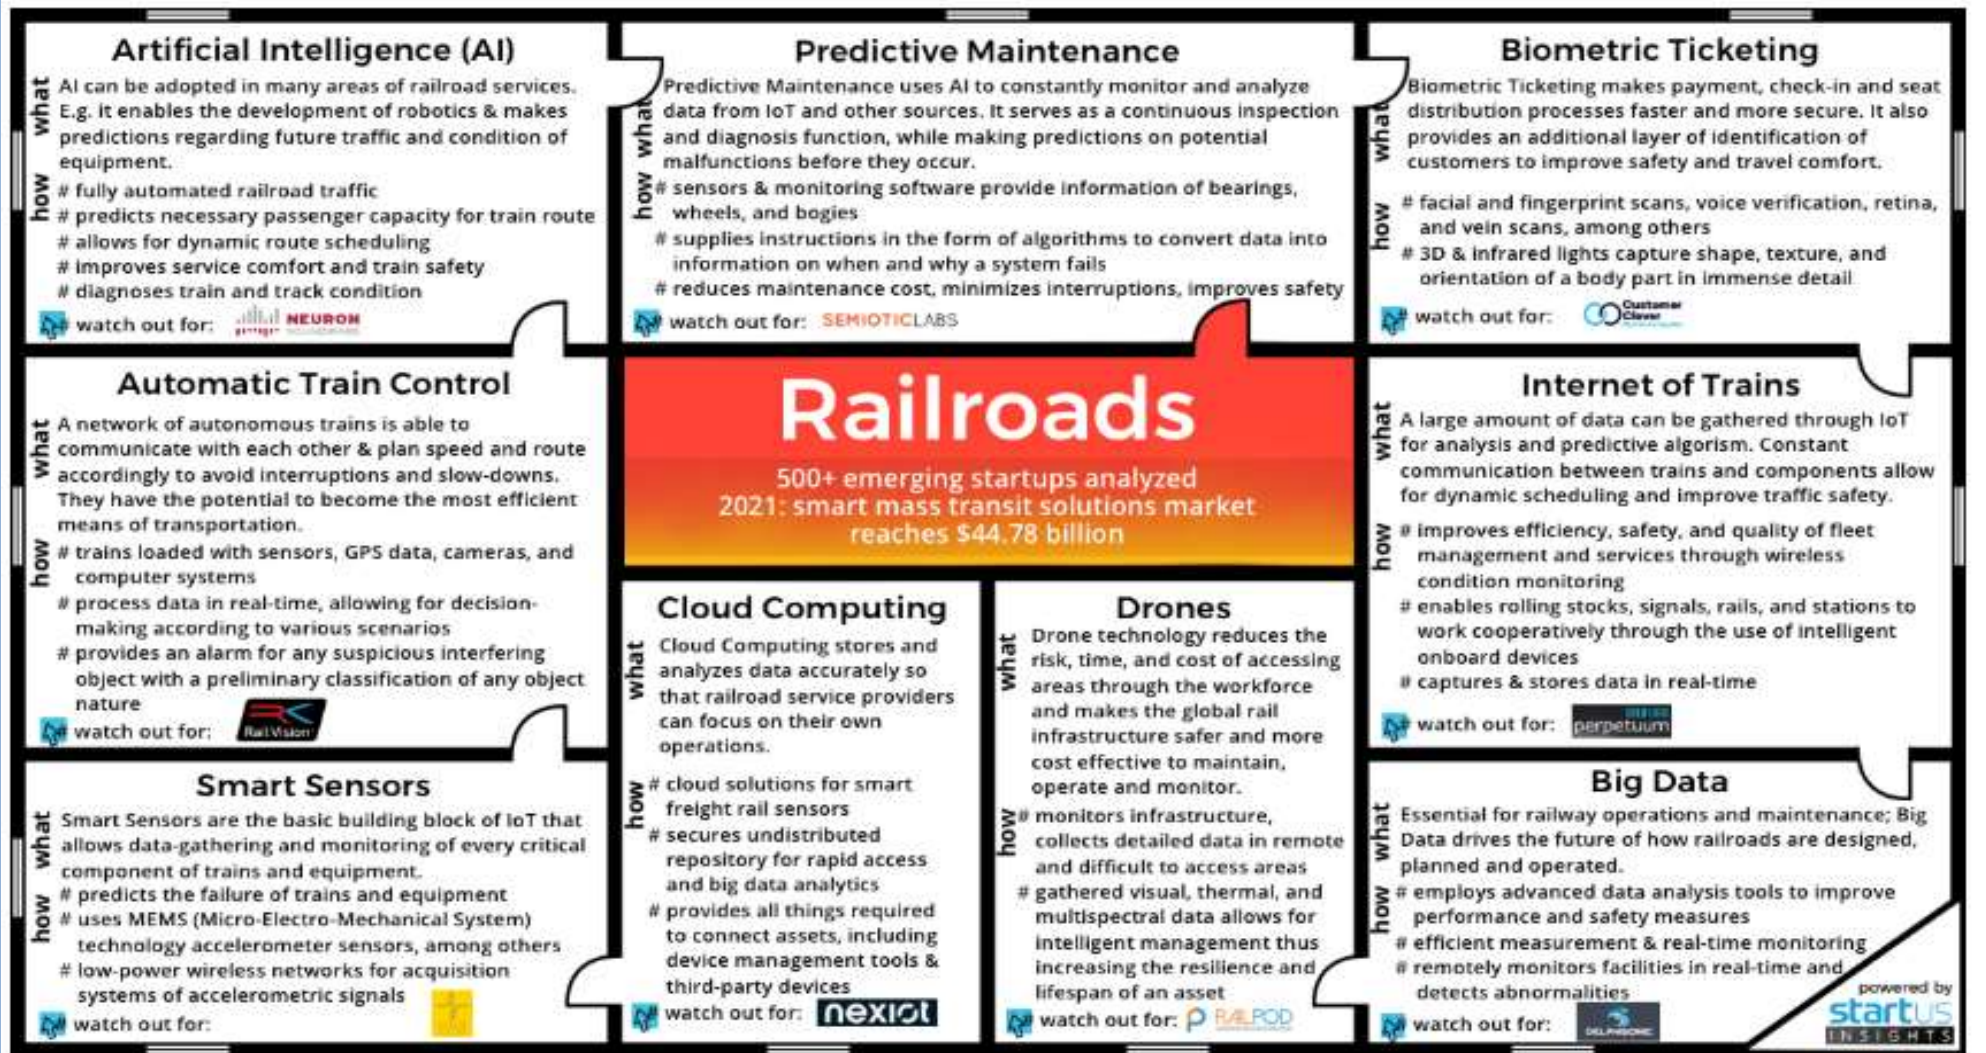 Artificial Intelligence (AI)
what
AI can be adopted in many areas of railroad services.
E.g. it enables the development of robotics & makes
predictions regarding future traffic and condition of
equipment.
how
# fully automated railroad traffic
# predicts necessary passenger capacity for train route
# allows for dynamic route scheduling
# improves service comfort and train safety
# diagnoses train and track condition
# watch out for: NEURON
Predictive Maintenance
what
Predictive Maintenance uses AI to constantly monitor and analyze
data from IoT and other sources. It serves as a continuous inspection
and diagnosis function, while making predictions on potential
malfunctions before they occur.
how
# sensors & monitoring software provide information of bearings,
wheels, and bogies
# supplies instructions in the form of algorithms to convert data into
information on when and why a system fails
# reduces maintenance cost, minimizes interruptions, improves safety
# watch out for: SEMIOTICLABS
Biometric Ticketing
what
Biometric Ticketing makes payment, check-in and seat
distribution processes faster and more secure. It also
provides an additional layer of identification of
customers to improve safety and travel comfort.
how
# facial and fingerprint scans, voice verification, retina,
and vein scans, among others
# 3D & infrared lights capture shape, texture, and
orientation of a body part in immense detail
# watch out for: Customer
Clever
Automatic Train Control
what
A network of autonomous trains is able to
communicate with each other & plan speed and route
accordingly to avoid interruptions and slow-downs.
They have the potential to become the most efficient
means of transportation.
how
# trains loaded with sensors, GPS data, cameras, and
computer systems
# process data in real-time, allowing for decision-
making according to various scenarios
# provides an alarm for any suspicious interfering
object with a preliminary classification of any object
nature
# watch out for: Rail Vision
Railroads
500+ emerging startups analyzed
2021: smart mass transit solutions market
reaches $44.78 billion
Internet of Trains
what
A large amount of data can be gathered through IoT
for analysis and predictive algorism. Constant
communication between trains and components allow
for dynamic scheduling and improve traffic safety.
how
# improves efficiency, safety, and quality of fleet
management and services through wireless
condition monitoring
# enables rolling stocks, signals, rails, and stations to
work cooperatively through the use of intelligent
onboard devices
# captures & stores data in real-time
# watch out for: perpetuum
Smart Sensors
what
Smart Sensors are the basic building block of IoT that
allows data-gathering and monitoring of every critical
component of trains and equipment.
how
# predicts the failure of trains and equipment
# uses MEMS (Micro-Electro-Mechanical System)
technology accelerometer sensors, among others
# low-power wireless networks for acquisition
systems of accelerometric signals
# watch out for:
Cloud Computing
what
Cloud Computing stores and
analyzes data accurately so
that railroad service providers
can focus on their own
operations.
how
# cloud solutions for smart
freight rail sensors
# secures undistributed
repository for rapid access
and big data analytics
# provides all things required
to connect assets, including
device management tools &
third-party devices
# watch out for: nexiot
Drones
what
Drone technology reduces the
risk, time, and cost of accessing
areas through the workforce
and makes the global rail
infrastructure safer and more
cost effective to maintain,
operate and monitor.
how
# monitors infrastructure,
collects detailed data in remote
and difficult to access areas
# gathered visual, thermal, and
multispectral data allows for
intelligent management thus
increasing the resilience and
lifespan of an asset
# watch out for: RAILPOD
Big Data
what
Essential for railway operations and maintenance; Big
Data drives the future of how railroads are designed,
planned and operated.
how
# employs advanced data analysis tools to improve
performance and safety measures
# efficient measurement & real-time monitoring
# remotely monitors facilities in real-time and
detects abnormalities
# watch out for: DELPHISONIC
powered by
startus
INSIGHTS